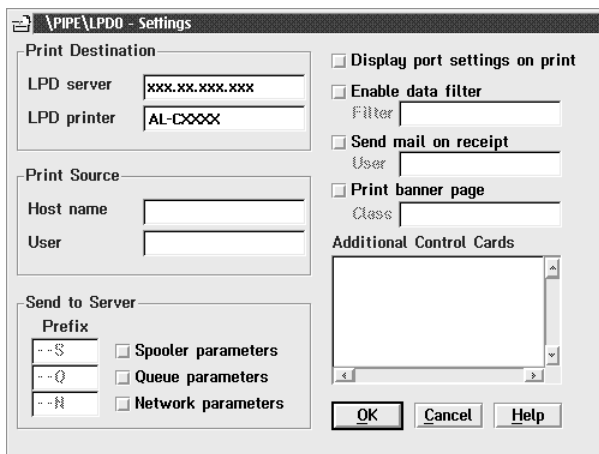 \PIPE\LPD0 - Settings
Print Destination
LPD server xxx.xx.xxx.xxx
LPD printer AL-CXXXX
Print Source
Host name
User
Send to Server
Prefix
--S Spooler parameters
--Q Queue parameters
--N Network parameters
Display port settings on print
Enable data filter
Filter
Send mail on receipt
User
Print banner page
Class
Additional Control Cards
OK Cancel Help